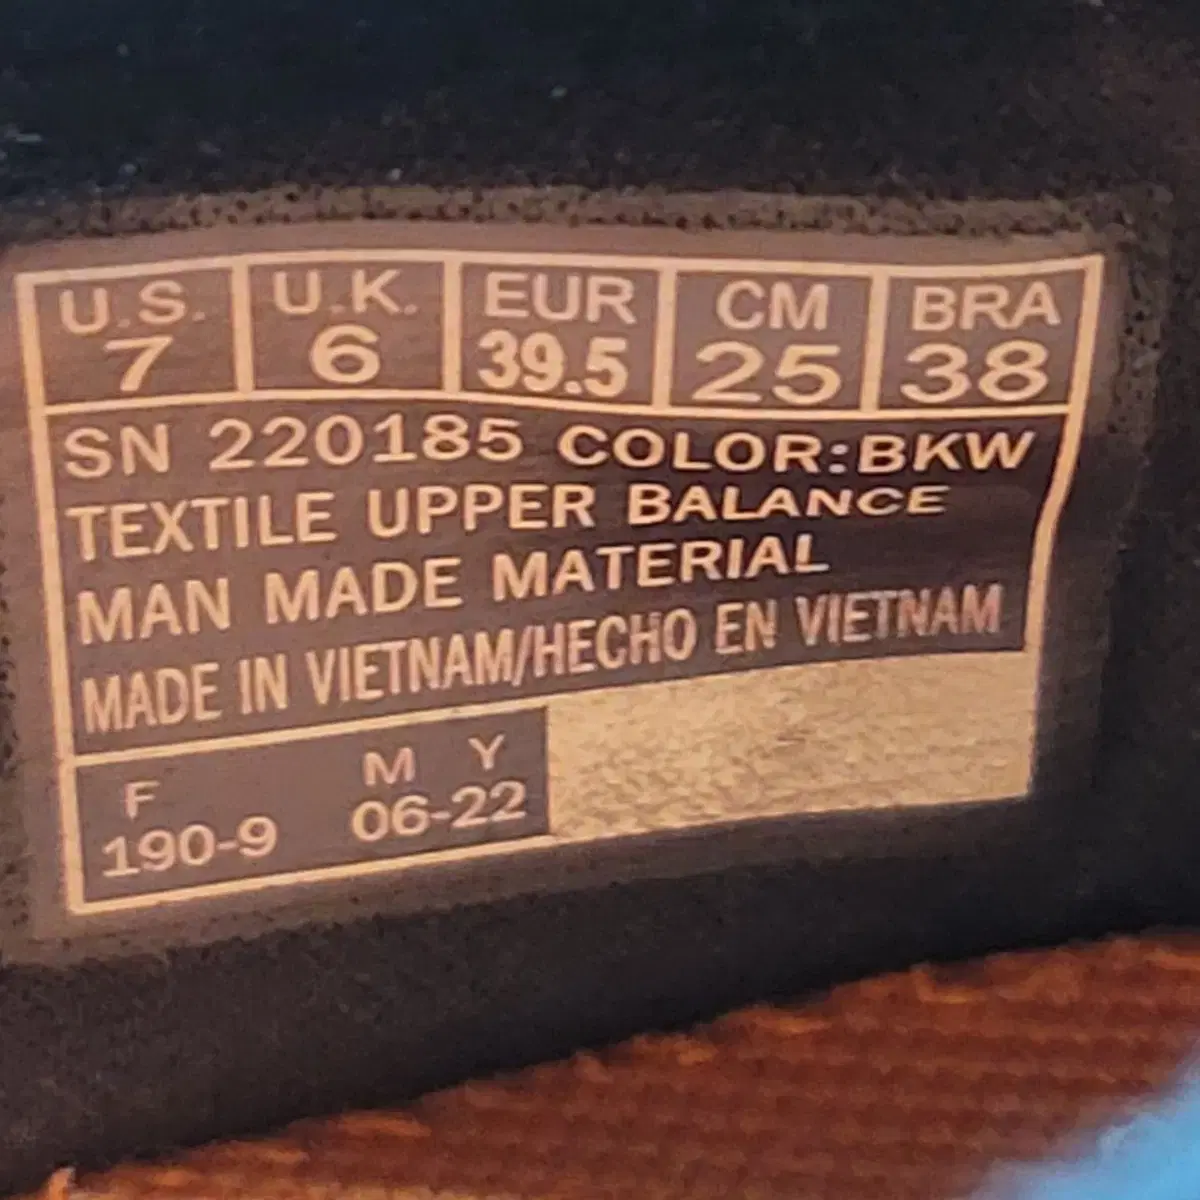 U.S. U.K. EUR CM BRA
7 6 39.5 25 38
SN 220185 COLOR:BKW
TEXTILE UPPER BALANCE
MAN MADE MATERIAL
MADE IN VIETNAM/HECHO EN VIETNAM
F M Y
190-9 06-22